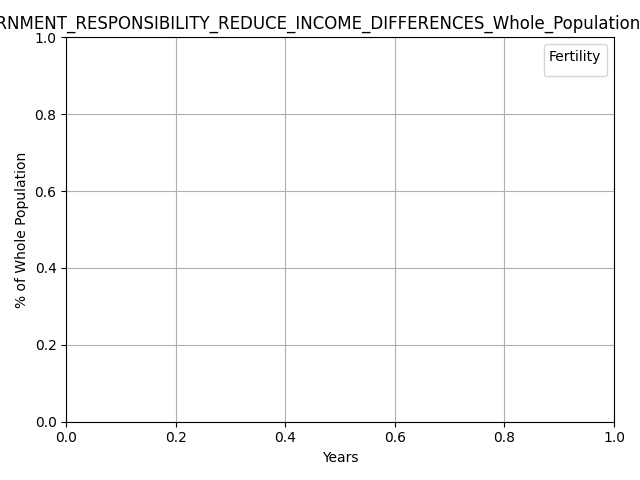 RNMENT_RESPONSIBILITY_REDUCE_INCOME_DIFFERENCES_Whole_Population
Fertility
1.0
0.8
0.6
0.4
0.2
0.0
% of Whole Population
0.0 0.2 0.4 0.6 0.8 1.0
Years